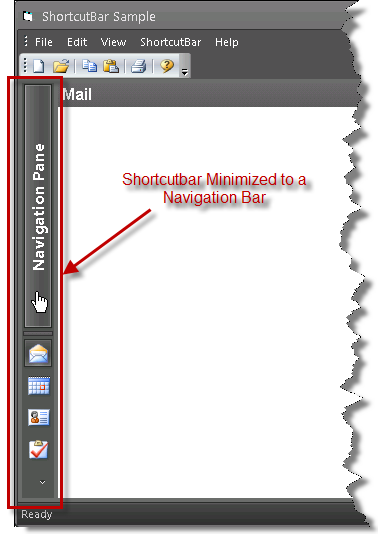 ShortcutBar Sample
File Edit View ShortcutBar Help
Mail
Navigation Pane
Shortcutbar Minimized to a
Navigation Bar
Ready